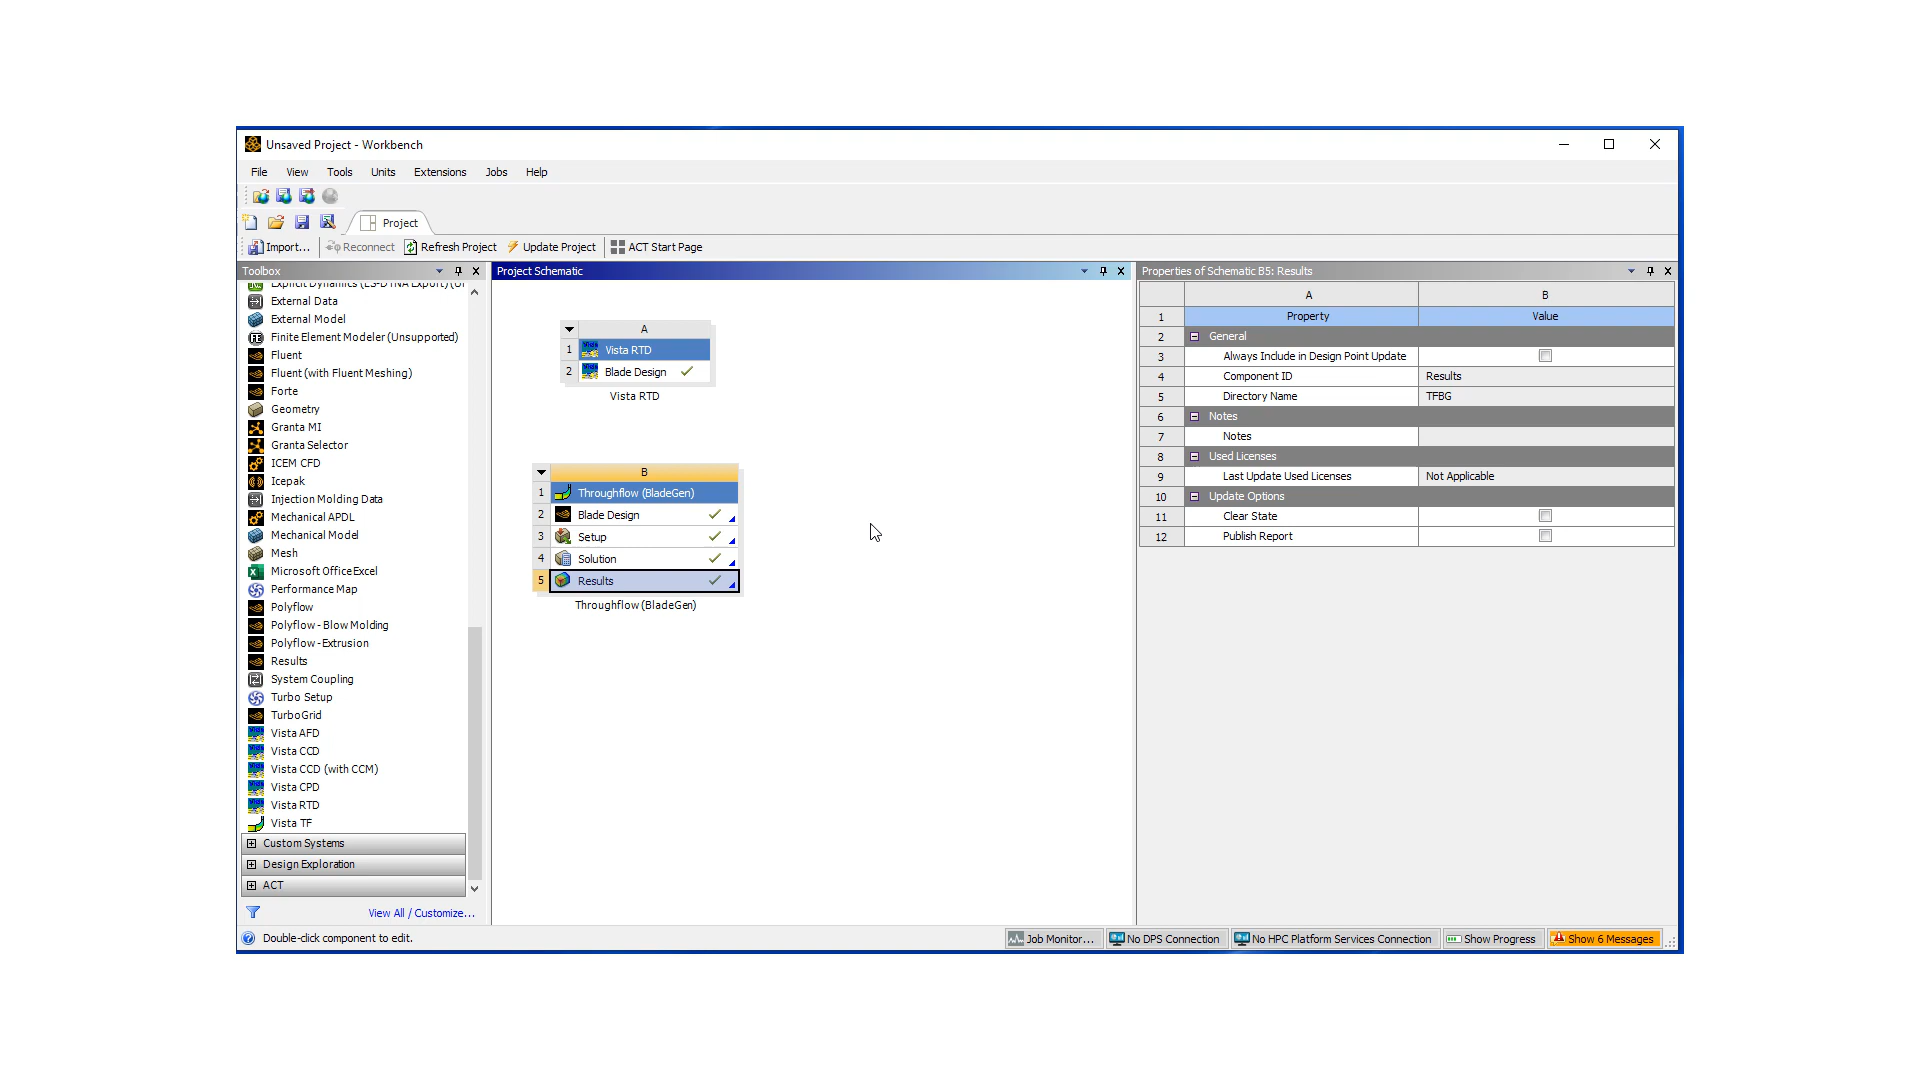 Unsaved Project - Workbench
File View Tools Units Extensions Jobs Help
Project
Import... Reconnect Refresh Project Update Project ACT Start Page
Toolbox
External Data
External Model
Finite Element Modeler (Unsupported)
Fluent
Fluent (with Fluent Meshing)
Forte
Geometry
Granta MI
Granta Selector
ICEM CFD
Icepak
Injection Molding Data
Mechanical APDL
Mechanical Model
Mesh
Microsoft Office Excel
Performance Map
Polyflow
Polyflow - Blow Molding
Polyflow - Extrusion
Results
System Coupling
Turbo Setup
TurboGrid
Vista AFD
Vista CCD
Vista CCD (with CCM)
Vista CPD
Vista RTD
Vista TF
Custom Systems
Design Exploration
ACT
View All / Customize...
Project Schematic
A
1 Vista RTD
2 Blade Design
Vista RTD
B
1 Throughflow (BladeGen)
2 Blade Design
3 Setup
4 Solution
5 Results
Throughflow (BladeGen)
Properties of Schematic B5: Results
A B
1 Property Value
2 General
3 Always Include in Design Point Update
4 Component ID Results
5 Directory Name TFBG
6 Notes
7 Notes
8 Used Licenses
9 Last Update Used Licenses Not Applicable
10 Update Options
11 Clear State
12 Publish Report
Double-click component to edit.
Job Monitor... No DPS Connection No HPC Platform Services Connection Show Progress Show 6 Messages